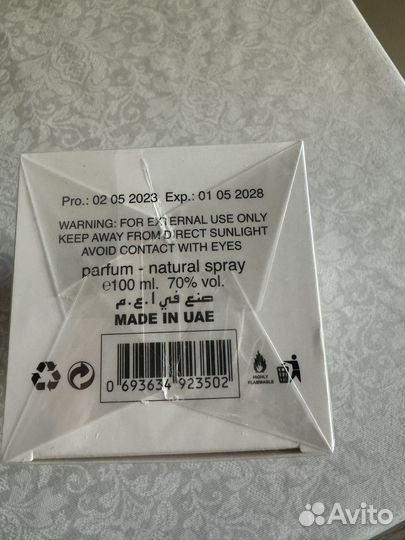 Pro.: 02 05 2023 Exp.: 01 05 2028
WARNING: FOR EXTERNAL USE ONLY
KEEP AWAY FROM DIRECT SUNLIGHT
AVOID CONTACT WITH EYES
parfum - natural spray
e100 ml. 70% vol.
صنع في ا.ع.م
MADE IN UAE
0 693634 923502
HIGHLY
FLAMMABLE
Avito